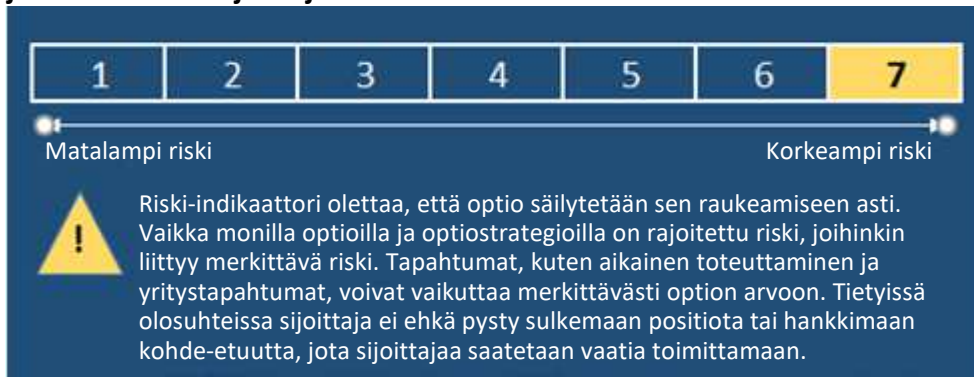 1 2 3 4 5 6 7
Matalampi riski Korkeampi riski
!
Riski-indikaattori olettaa, että optio säilytetään sen raukeamiseen asti.
Vaikka monilla optioilla ja optiostrategioilla on rajoitettu riski, joihinkin
liittyy merkittävä riski. Tapahtumat, kuten aikainen toteuttaminen ja
yritystapahtumat, voivat vaikuttaa merkittävästi option arvoon. Tietyissä
olosuhteissa sijoittaja ei ehkä pysty sulkemaan positiota tai hankkimaan
kohde-etuutta, jota sijoittajaa saatetaan vaatia toimittamaan.